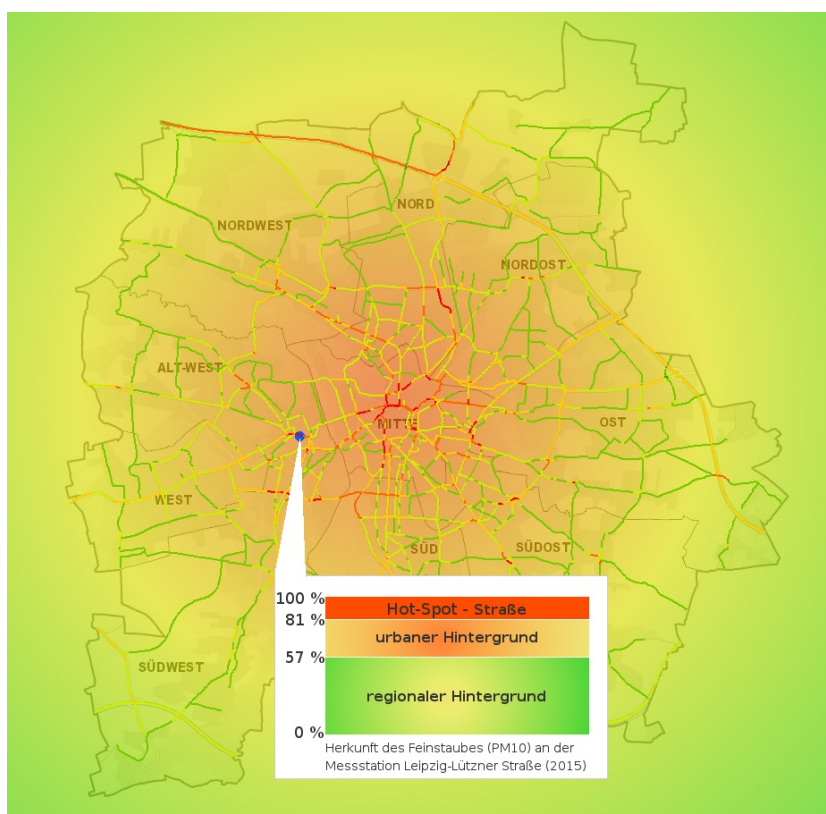 NORD
NORDWEST
NORDOST
ALT-WEST
MITTE
OST
WEST
SÜD
SÜDOST
SÜDWEST
100 %
Hot-Spot - Straße
81 %
urbaner Hintergrund
57 %
regionaler Hintergrund
0 %
Herkunft des Feinstaubes (PM10) an der
Messstation Leipzig-Lützner Straße (2015)